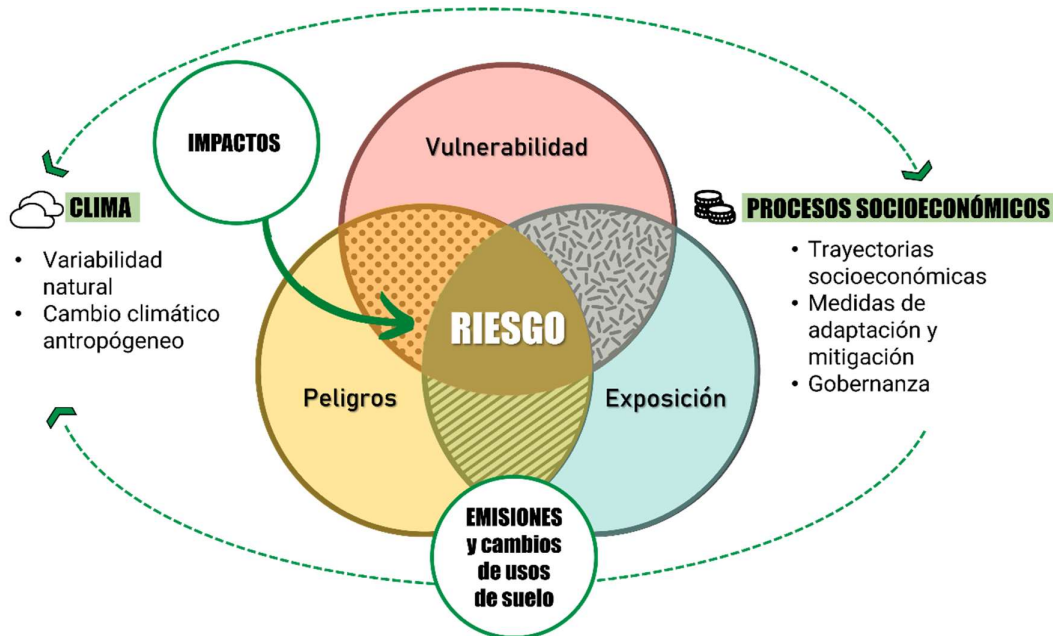 IMPACTOS
Vulnerabilidad
CLIMA
• Variabilidad
natural
• Cambio climático
antropógeneo
PROCESOS SOCIOECONÓMICOS
• Trayectorias
socioeconómicas
• Medidas de
adaptación y
mitigación
• Gobernanza
RIESGO
Peligros
Exposición
EMISIONES
y cambios
de usos
de suelo